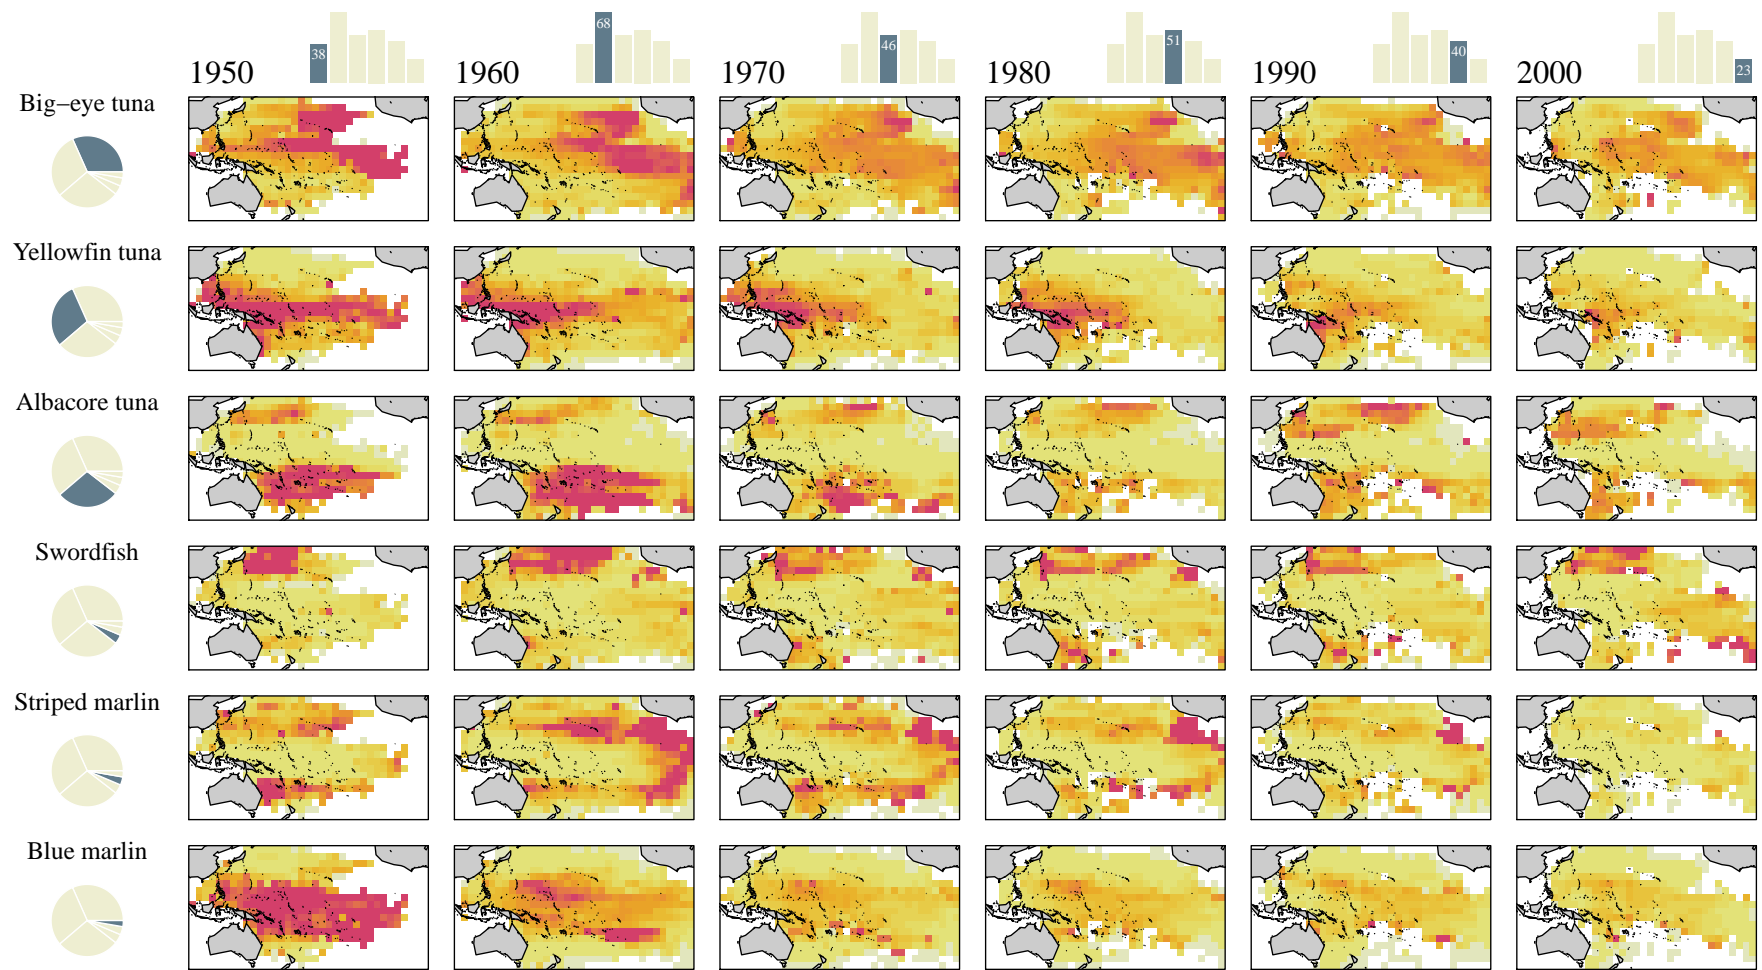 38
68
46
51
40
23
1950
1960
1970
1980
1990
2000
Big−eye tuna
Yellowfin tuna
Albacore tuna
Swordfish
Striped marlin
Blue marlin